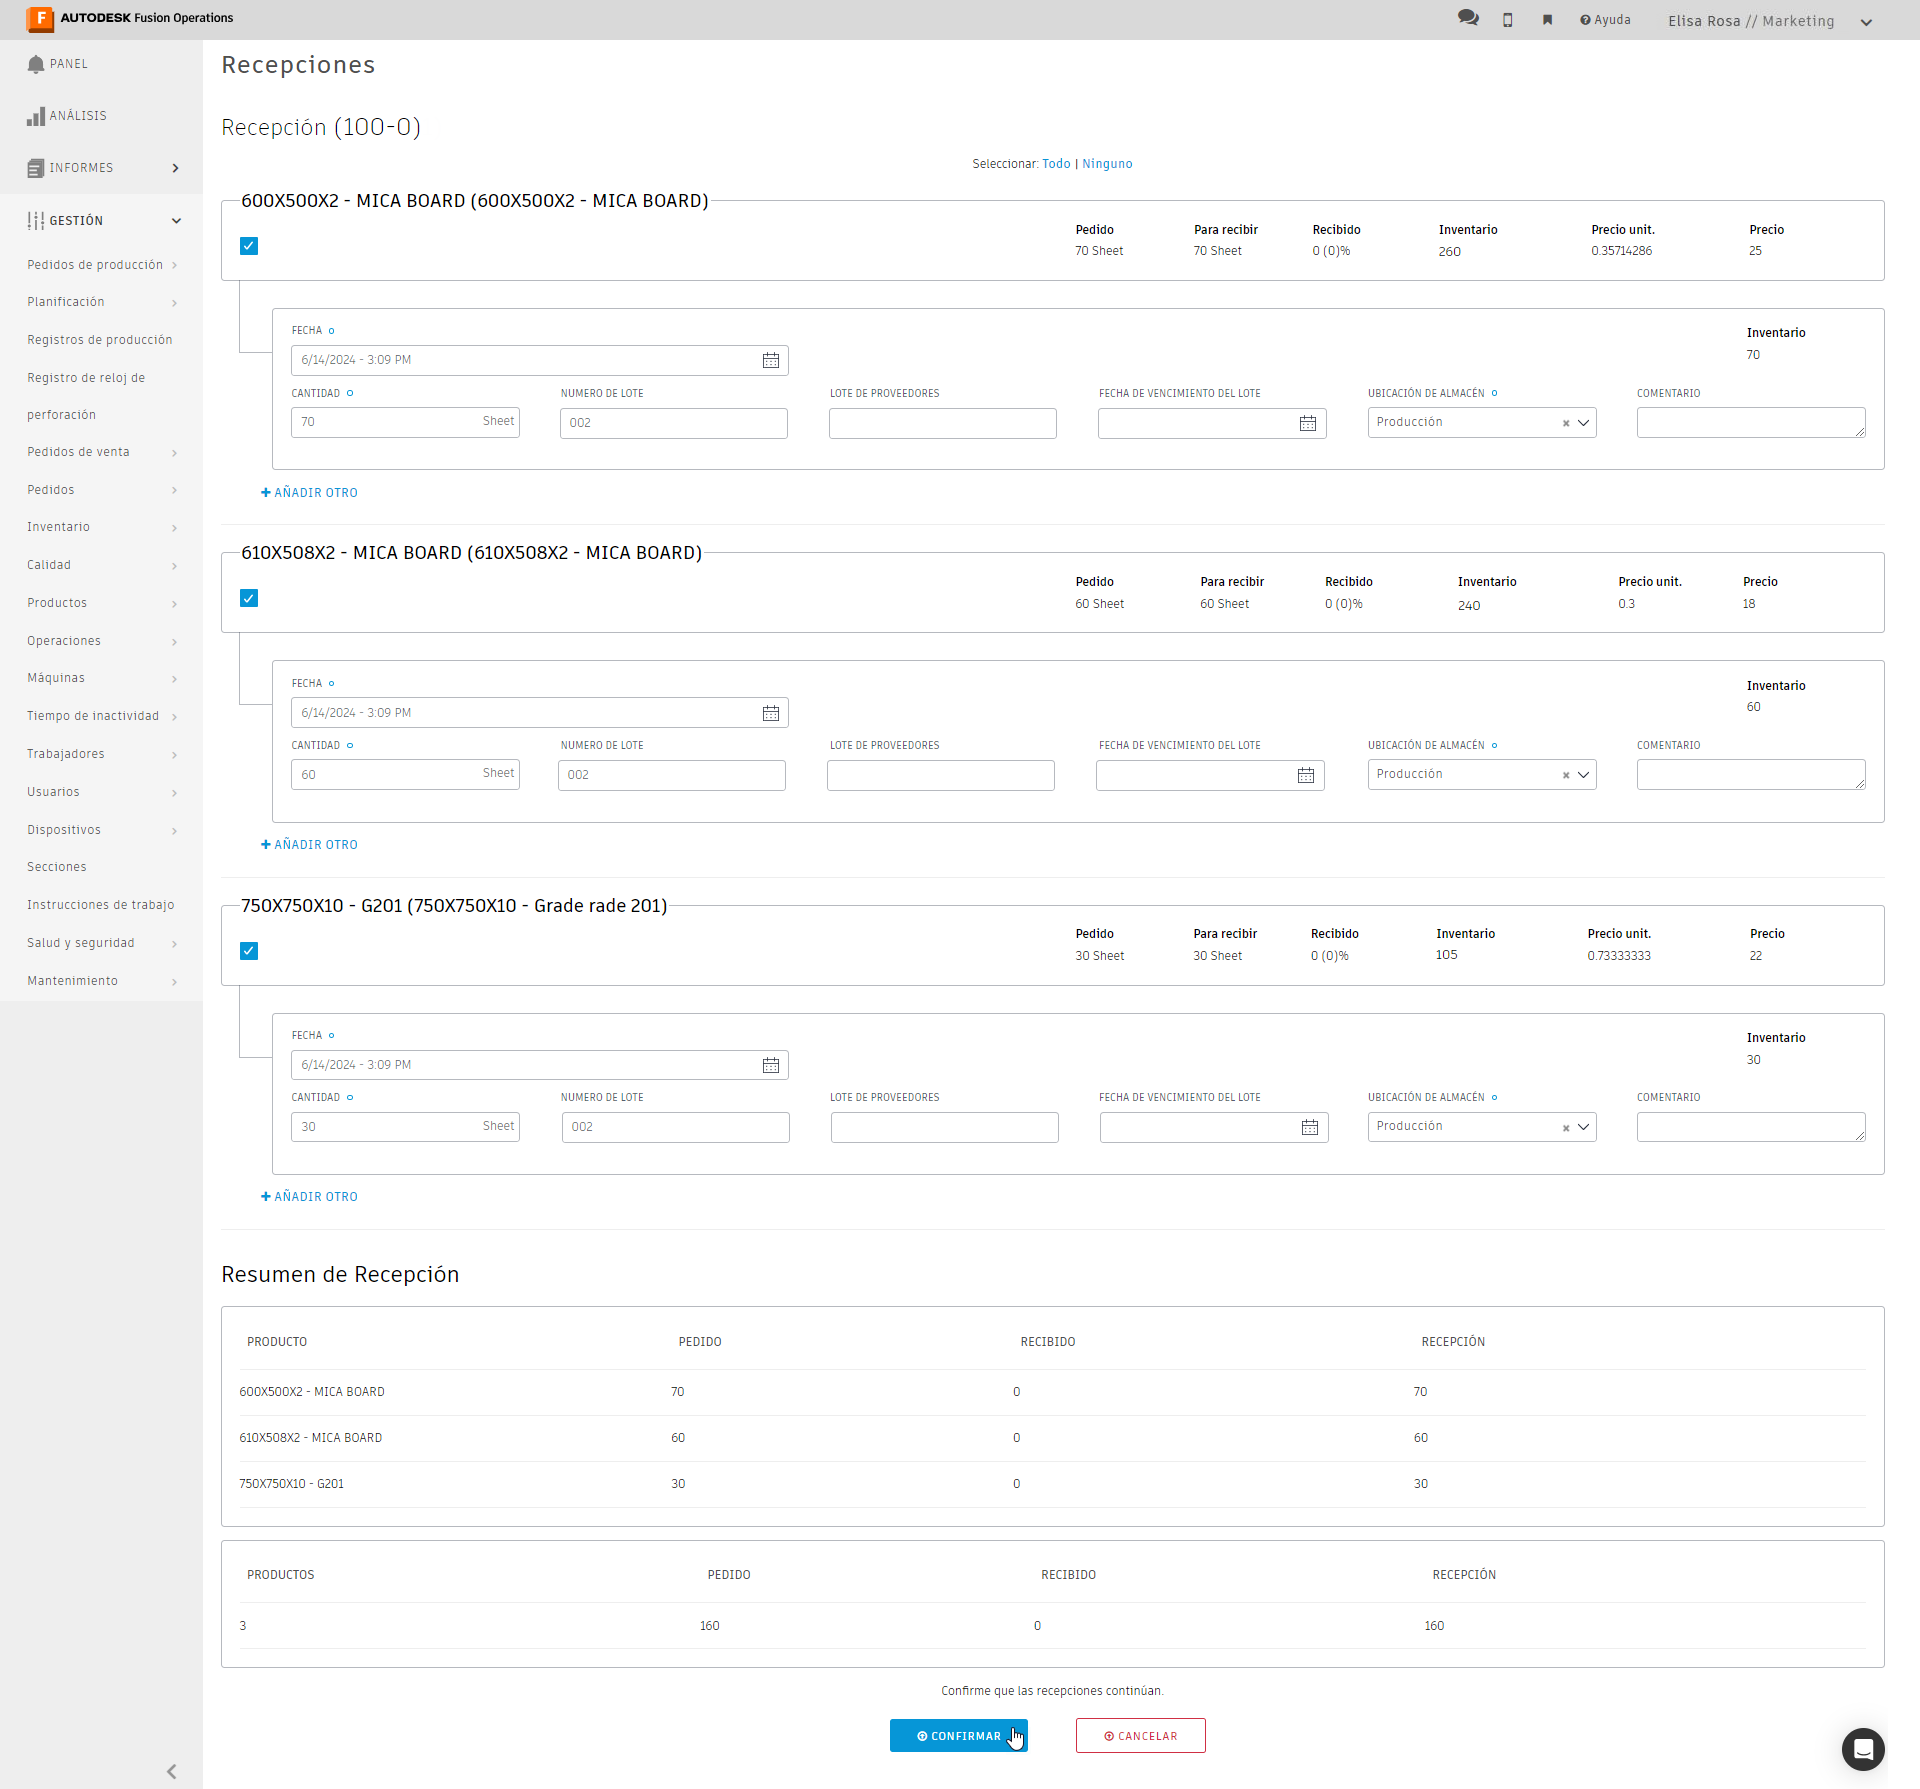 AUTODESK Fusion Operations
Ayuda
Elisa Rosa // Marketing
PANEL
ANÁLISIS
INFORMES
GESTIÓN
Pedidos de producción
Planificación
Registros de producción
Registro de reloj de
perforación
Pedidos de venta
Pedidos
Inventario
Calidad
Productos
Operaciones
Máquinas
Tiempo de inactividad
Trabajadores
Usuarios
Dispositivos
Secciones
Instrucciones de trabajo
Salud y seguridad
Mantenimiento
Recepciones
Recepción (100-0)
Seleccionar: Todo | Ninguno
600X500X2 - MICA BOARD (600X500X2 - MICA BOARD)
Pedido Para recibir Recibido Inventario Precio unit. Precio
70 Sheet 70 Sheet 0 (0)% 260 0.35714286 25
FECHA Inventario
6/14/2024 - 3:09 PM 70
CANTIDAD NUMERO DE LOTE LOTE DE PROVEEDORES FECHA DE VENCIMIENTO DEL LOTE UBICACIÓN DE ALMACÉN COMENTARIO
70 Sheet 002 Producción ×
+ AÑADIR OTRO
610X508X2 - MICA BOARD (610X508X2 - MICA BOARD)
Pedido Para recibir Recibido Inventario Precio unit. Precio
60 Sheet 60 Sheet 0 (0)% 240 0.3 18
FECHA Inventario
6/14/2024 - 3:09 PM 60
CANTIDAD NUMERO DE LOTE LOTE DE PROVEEDORES FECHA DE VENCIMIENTO DEL LOTE UBICACIÓN DE ALMACÉN COMENTARIO
60 Sheet 002 Producción ×
+ AÑADIR OTRO
750X750X10 - G201 (750X750X10 - Grade rade 201)
Pedido Para recibir Recibido Inventario Precio unit. Precio
30 Sheet 30 Sheet 0 (0)% 105 0.73333333 22
FECHA Inventario
6/14/2024 - 3:09 PM 30
CANTIDAD NUMERO DE LOTE LOTE DE PROVEEDORES FECHA DE VENCIMIENTO DEL LOTE UBICACIÓN DE ALMACÉN COMENTARIO
30 Sheet 002 Producción ×
+ AÑADIR OTRO
Resumen de Recepción
PRODUCTO PEDIDO RECIBIDO RECEPCIÓN
600X500X2 - MICA BOARD 70 0 70
610X508X2 - MICA BOARD 60 0 60
750X750X10 - G201 30 0 30
PRODUCTOS PEDIDO RECIBIDO RECEPCIÓN
3 160 0 160
Confirme que las recepciones continúan.
CONFIRMAR CANCELAR